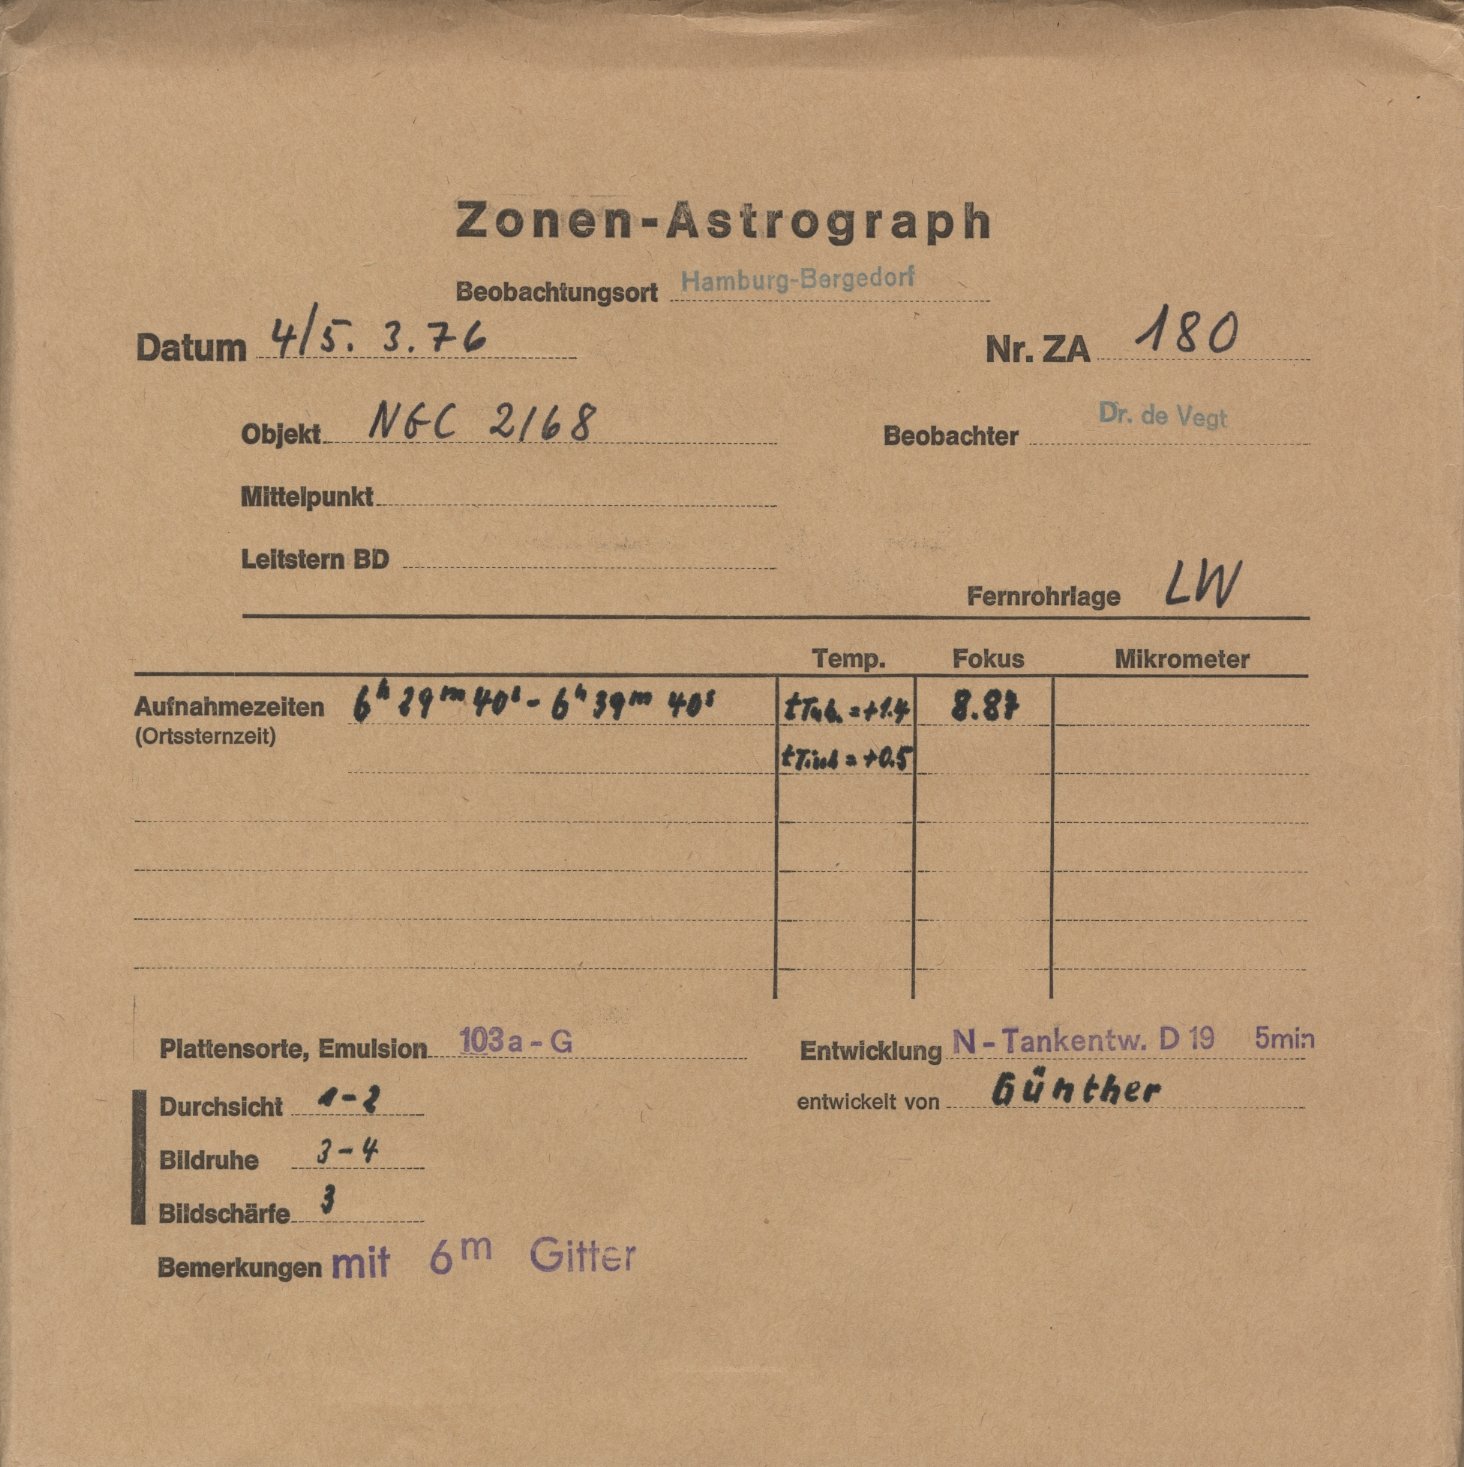 Zonen-Astrograph
Beobachtungsort Hamburg-Bergedorf
Datum 4/5. 3.76 Nr. ZA 180
Objekt NGC 2168 Beobachter Dr. de Vegt
Mittelpunkt
Leitstern BD
Fernrohrlage LW
Temp. Fokus Mikrometer
Aufnahmezeiten 6h 29m 40s - 6h 39m 40s tTub. = +1.4 8.87
(Ortssternzeit)
= +0.5
Plattensorte, Emulsion 103a-G Entwicklung N-Tankentw. D 19 5min
Durchsicht 1-2 entwickelt von Günther
Bildruhe 3-4
Bildschärfe 3
Bemerkungen mit 6m Gitter